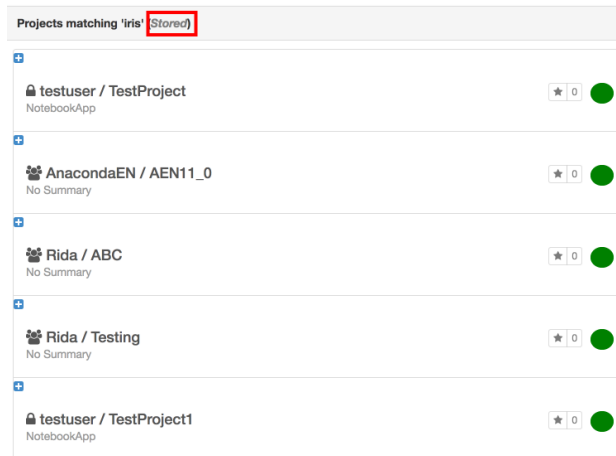 Projects matching 'iris' (Stored)
testuser / TestProject
0
NotebookApp
AnacondaEN / AEN11_0
0
No Summary
Rida / ABC
0
No Summary
Rida / Testing
0
No Summary
testuser / TestProject1
0
NotebookApp